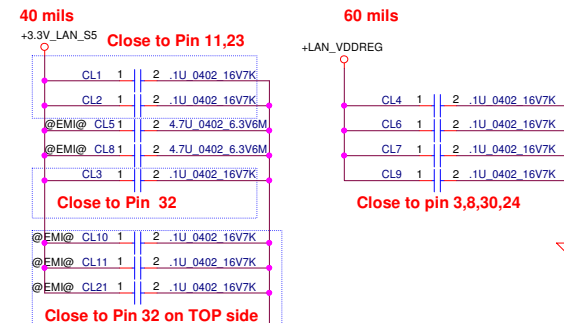 40 mils
60 mils
+3.3V_LAN_S5
Close to Pin 11,23
+LAN_VDDREG
CL1 1 2 .1U_0402_16V7K
CL2 1 2 .1U_0402_16V7K
@EMI@ CL5 1 2 4.7U_0402_6.3V6M
@EMI@ CL8 1 2 4.7U_0402_6.3V6M
CL3 1 2 .1U_0402_16V7K
Close to Pin 32
CL4 1 2 .1U_0402_16V7K
CL6 1 2 .1U_0402_16V7K
CL7 1 2 .1U_0402_16V7K
CL9 1 2 .1U_0402_16V7K
Close to pin 3,8,30,24
@EMI@ CL10 1 2 .1U_0402_16V7K
@EMI@ CL11 1 2 .1U_0402_16V7K
@EMI@ CL21 1 2 .1U_0402_16V7K
Close to Pin 32 on TOP side